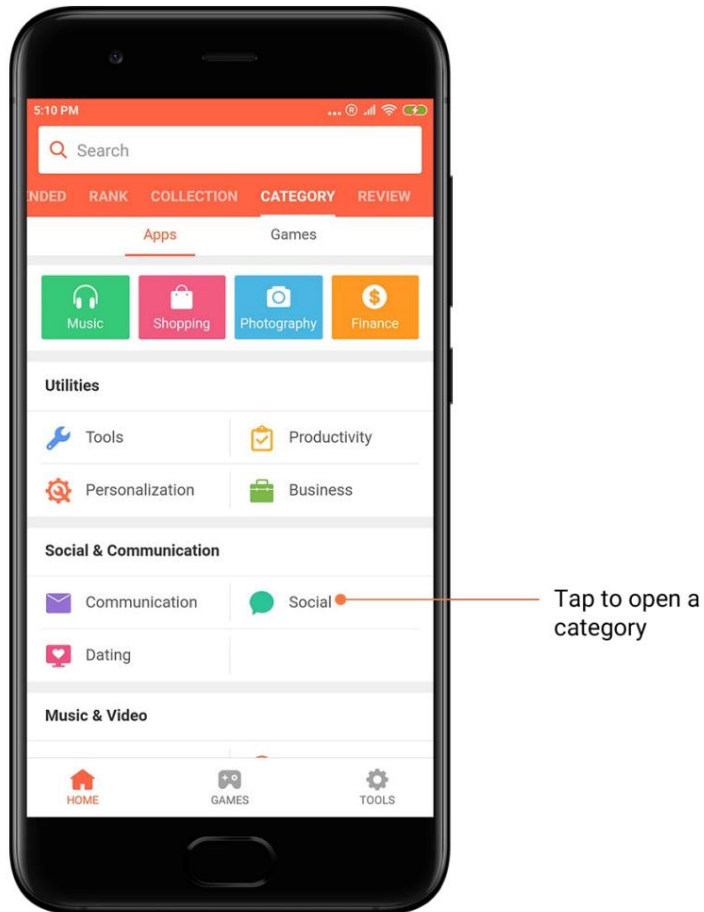 5:10 PM
Search
NDED RANK COLLECTION CATEGORY REVIEW
Apps Games
Music Shopping Photography Finance
Utilities
Tools Productivity
Personalization Business
Social & Communication
Communication Social
Tap to open a
category
Dating
Music & Video
HOME GAMES TOOLS